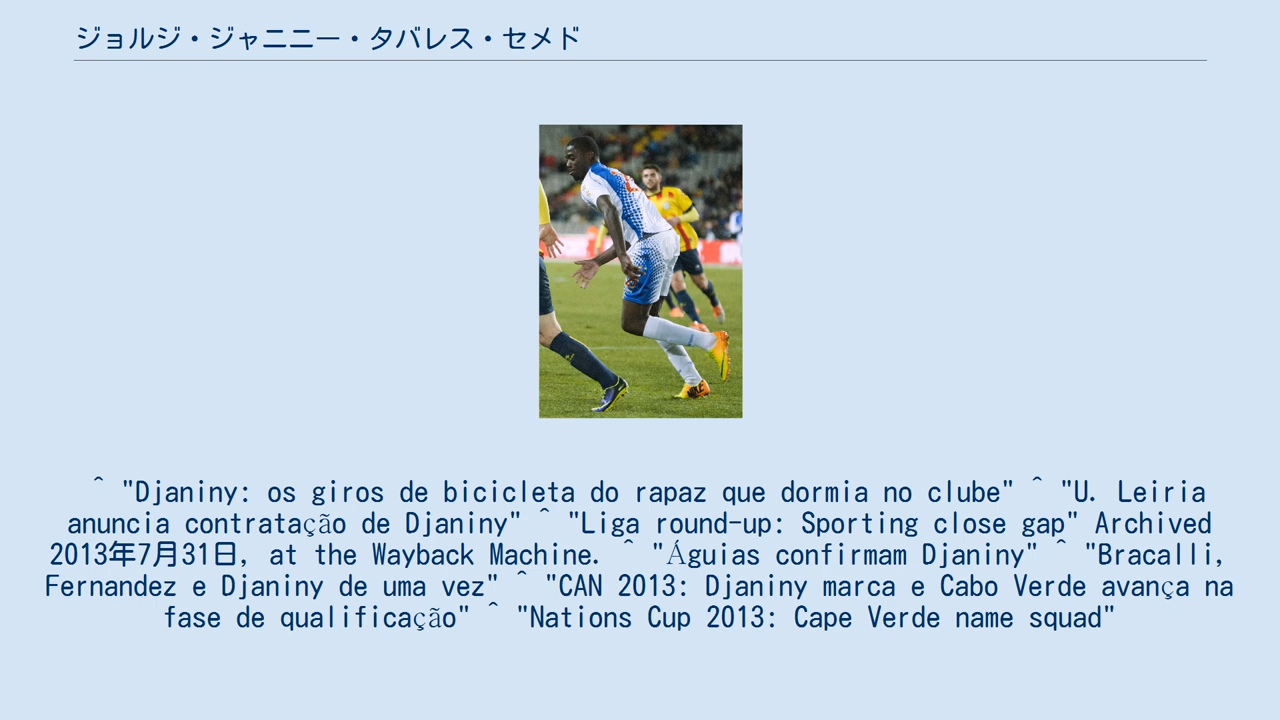 ジョルジ・ジャニニー・タバレス・セメド
^ "Djaniny: os giros de bicicleta do rapaz que dormia no clube" ^ "U. Leiria
anuncia contratação de Djaniny" ^ "Liga round-up: Sporting close gap" Archived
2013年7月31日, at the Wayback Machine. ^ "Águias confirmam Djaniny" ^ "Bracalli,
Fernandez e Djaniny de uma vez" ^ "CAN 2013: Djaniny marca e Cabo Verde avança na
fase de qualificação" ^ "Nations Cup 2013: Cape Verde name squad"